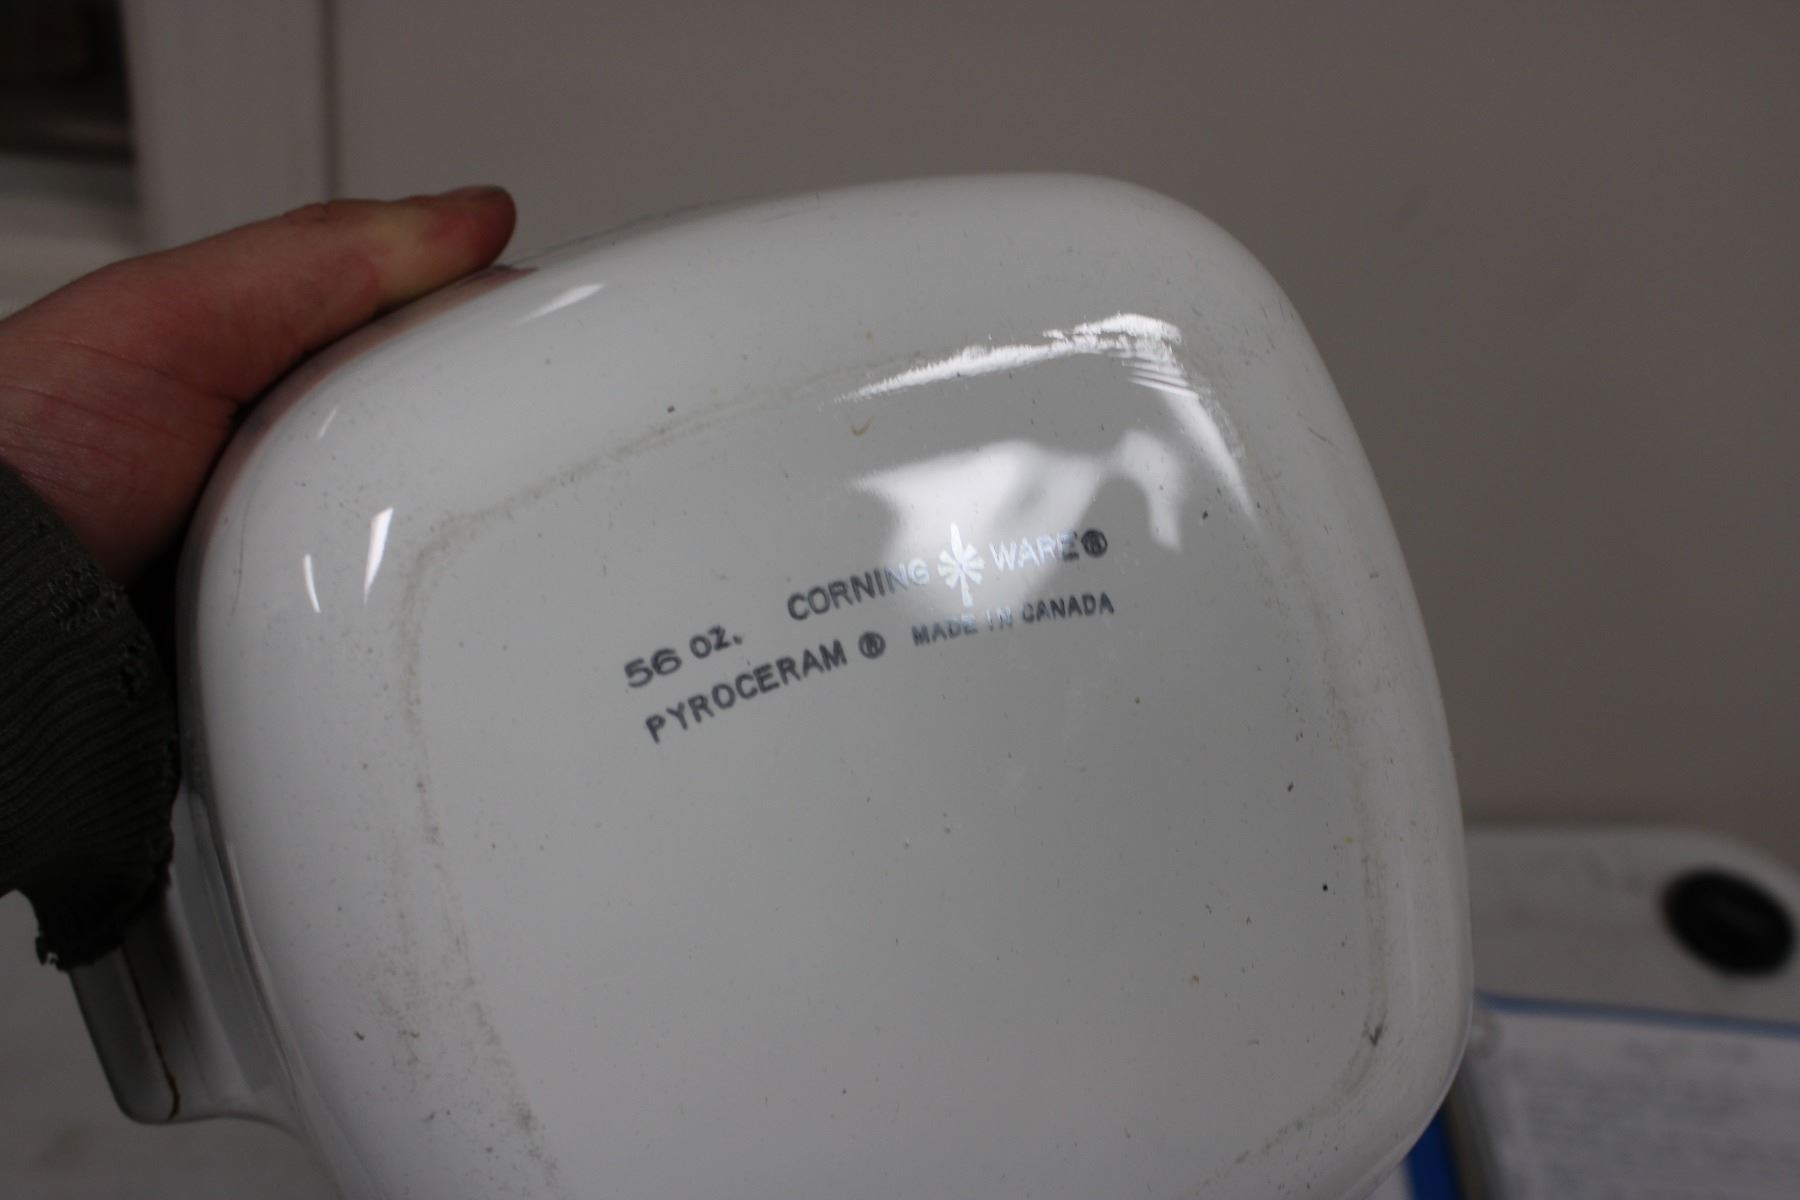 56 OZ. CORNING WARE®
PYROCERAM ® MADE IN CANADA